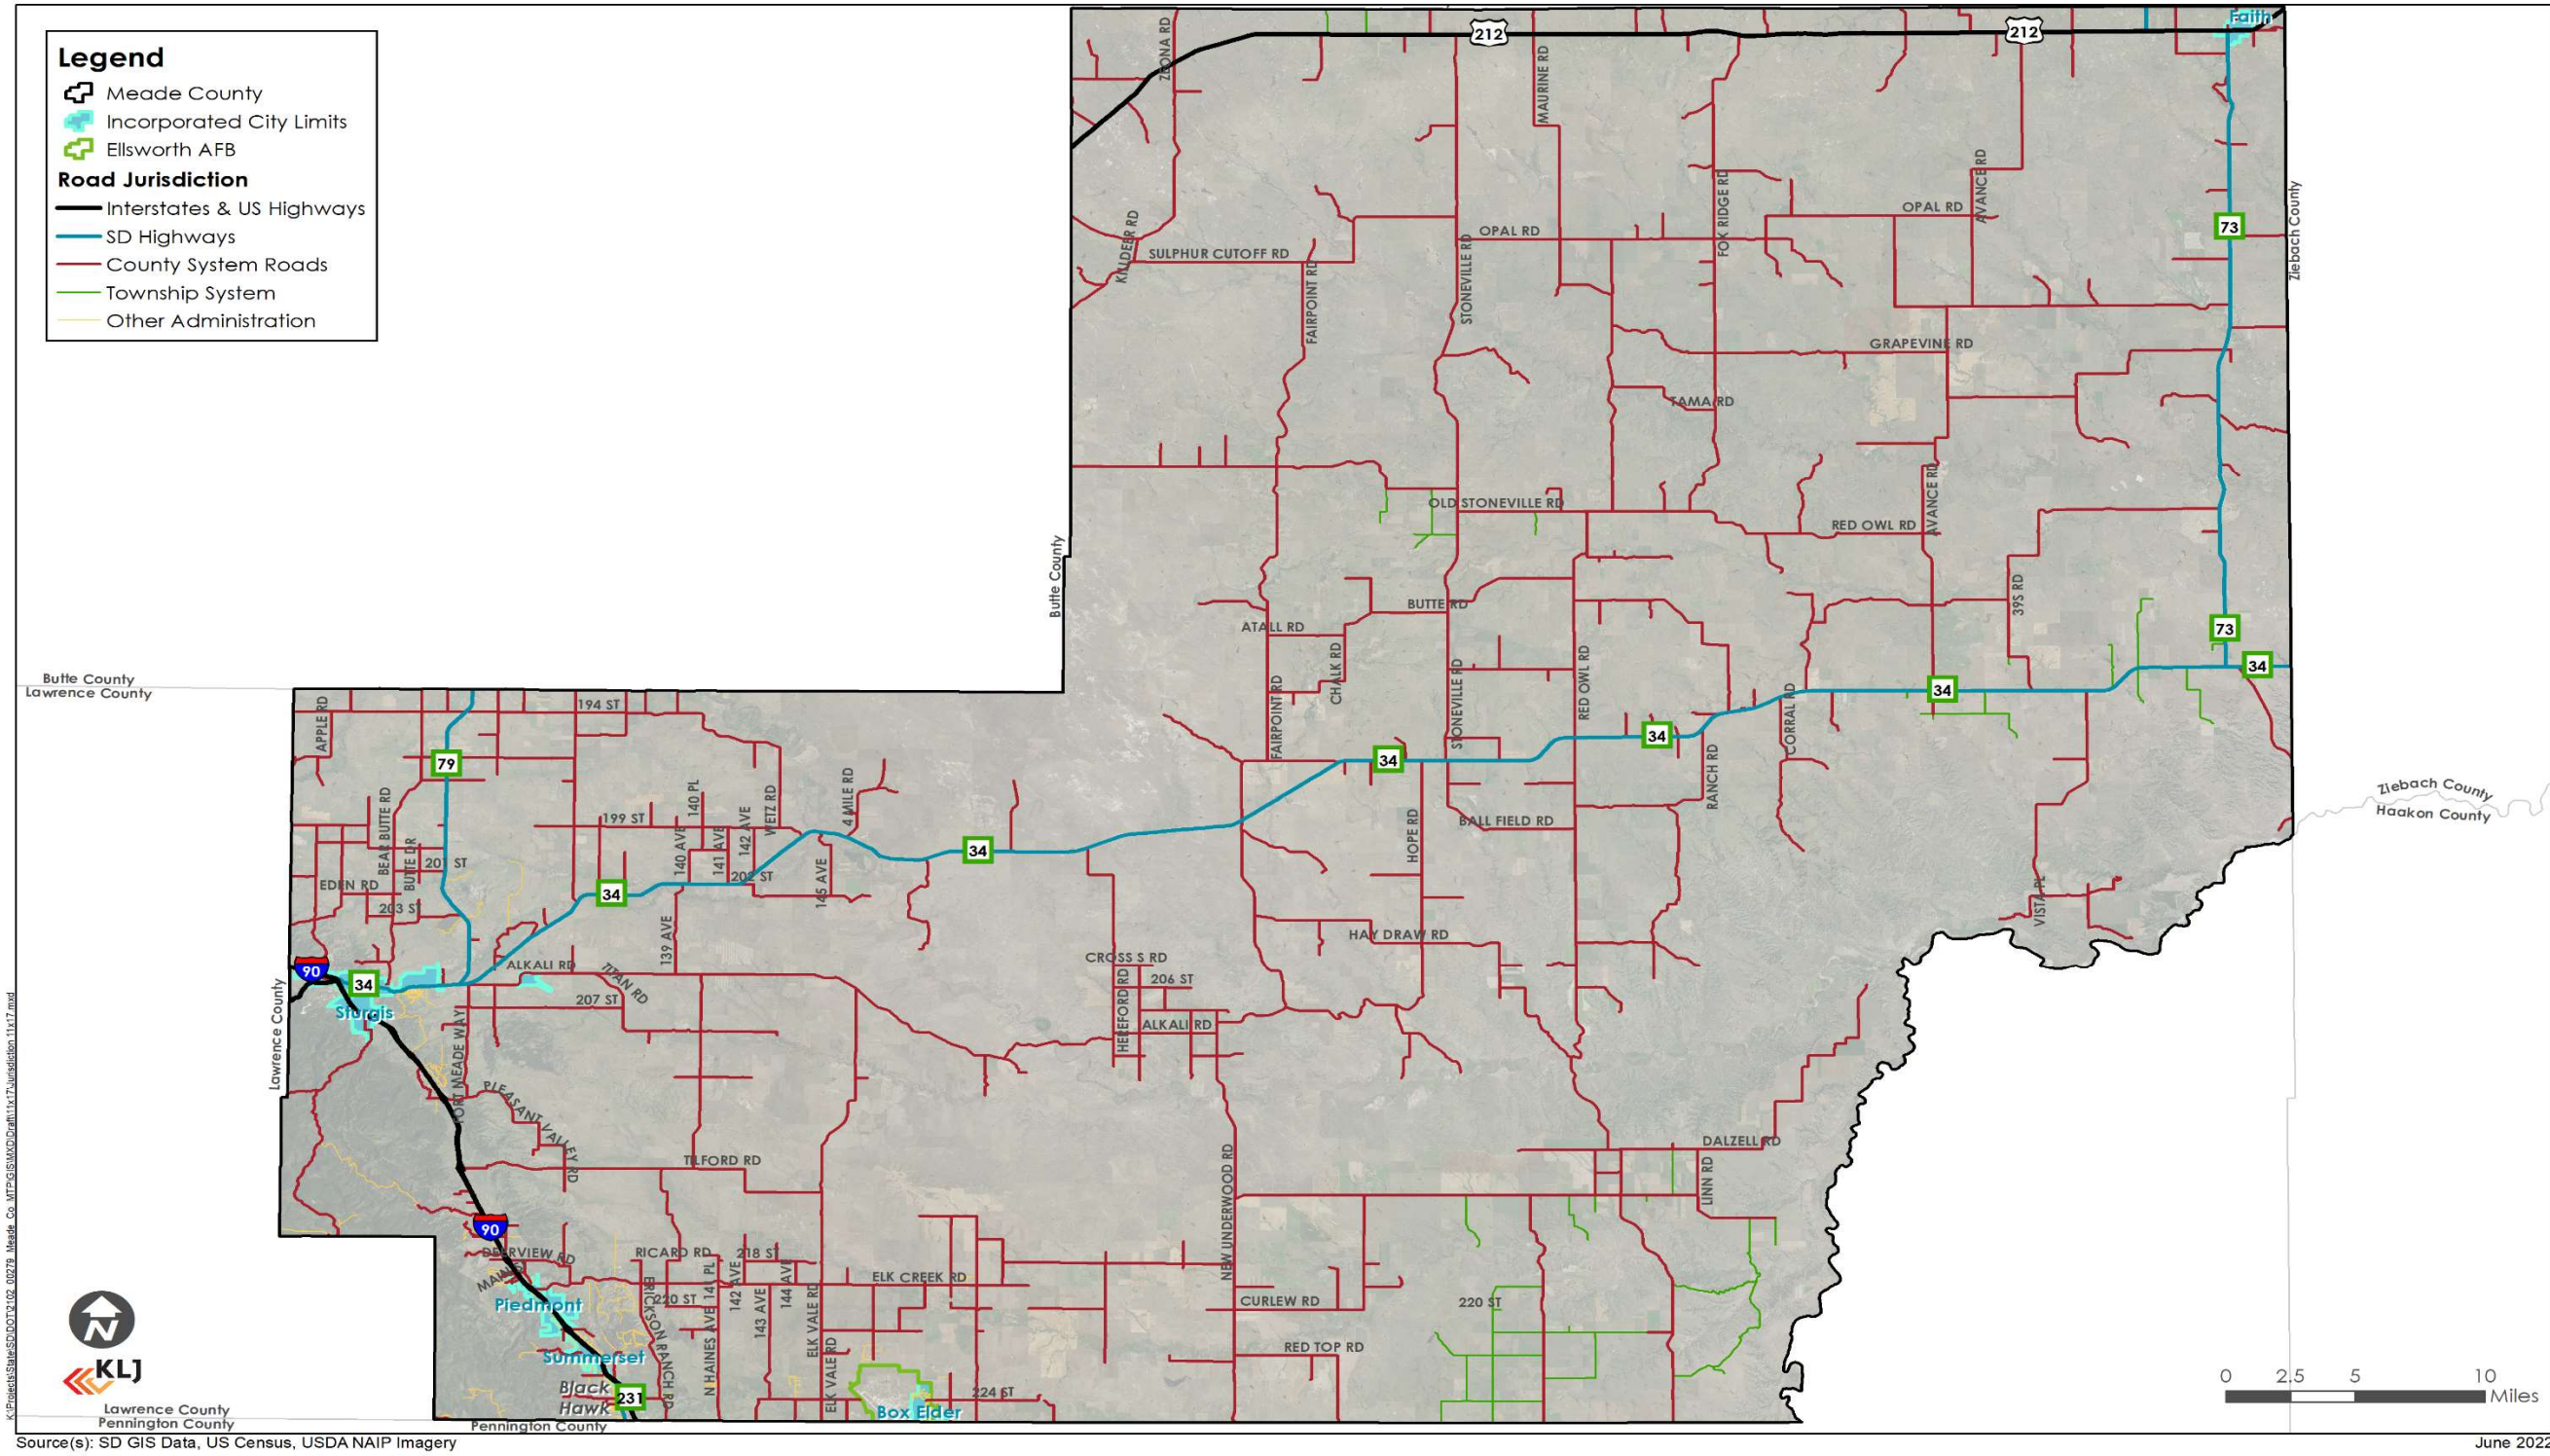 Legend
Meade County
Incorporated City Limits
Ellsworth AFB
Road Jurisdiction
Interstates & US Highways
SD Highways
County System Roads
Township System
Other Administration
Faith
212
212
ZEONA RD
MAURINE RD
FOX RIDGE RD
AVANCE RD
OPAL RD
OPAL RD
73
Ziebach County
KILLDEER RD
SULPHUR CUTOFF RD
FAIRPOINT RD
STONEVILLE RD
GRAPEVINE RD
TAMA RD
OLD STONEVILLE RD
RED OWL RD
AVANCE RD
Butte County
39S RD
BUTTE RD
ATALL RD
73
CHALK RD
34
Butte County
Lawrence County
FAIRPOINT RD
STONEVILLE RD
RED OWL RD
CORRAL RD
34
APPLE RD
194 ST
79
34
34
RANCH RD
Ziebach County
Haakon County
4 MILE RD
140 PL
WETZ RD
BEAR BUTTE RD
199 ST
142 AVE
140 AVE
141 AVE
HOPE RD
BALL FIELD RD
34
BUTTE DR
201 ST
202 ST
145 AVE
EDEN RD
34
203 ST
VISTA PL
139 AVE
HAY DRAW RD
CROSS S RD
90
34
ALKALI RD
TITAN RD
206 ST
207 ST
HEREFORD RD
ALKALI RD
Sturgis
Lawrence County
FORT MEADE WAY
PLEASANT VALLEY RD
TILFORD RD
DALZELL RD
LINN RD
NEW UNDERWOOD RD
90
DEERVIEW RD
RICARD RD
218 ST
MAIN
ELK CREEK RD
141 PL
142 AVE
144 AVE
ERICKSON RANCH RD
220 ST
Piedmont
143 AVE
N HAINES AVE
ELK VALE RD
CURLEW RD
220 ST
Summerset
ELK VALE RD
RED TOP RD
Black
Hawk
231
224 ST
Box Elder
N
KLJ
0 2.5 5 10
Miles
Lawrence County
Pennington County
Pennington County
Source(s): SD GIS Data, US Census, USDA NAIP Imagery
June 2022